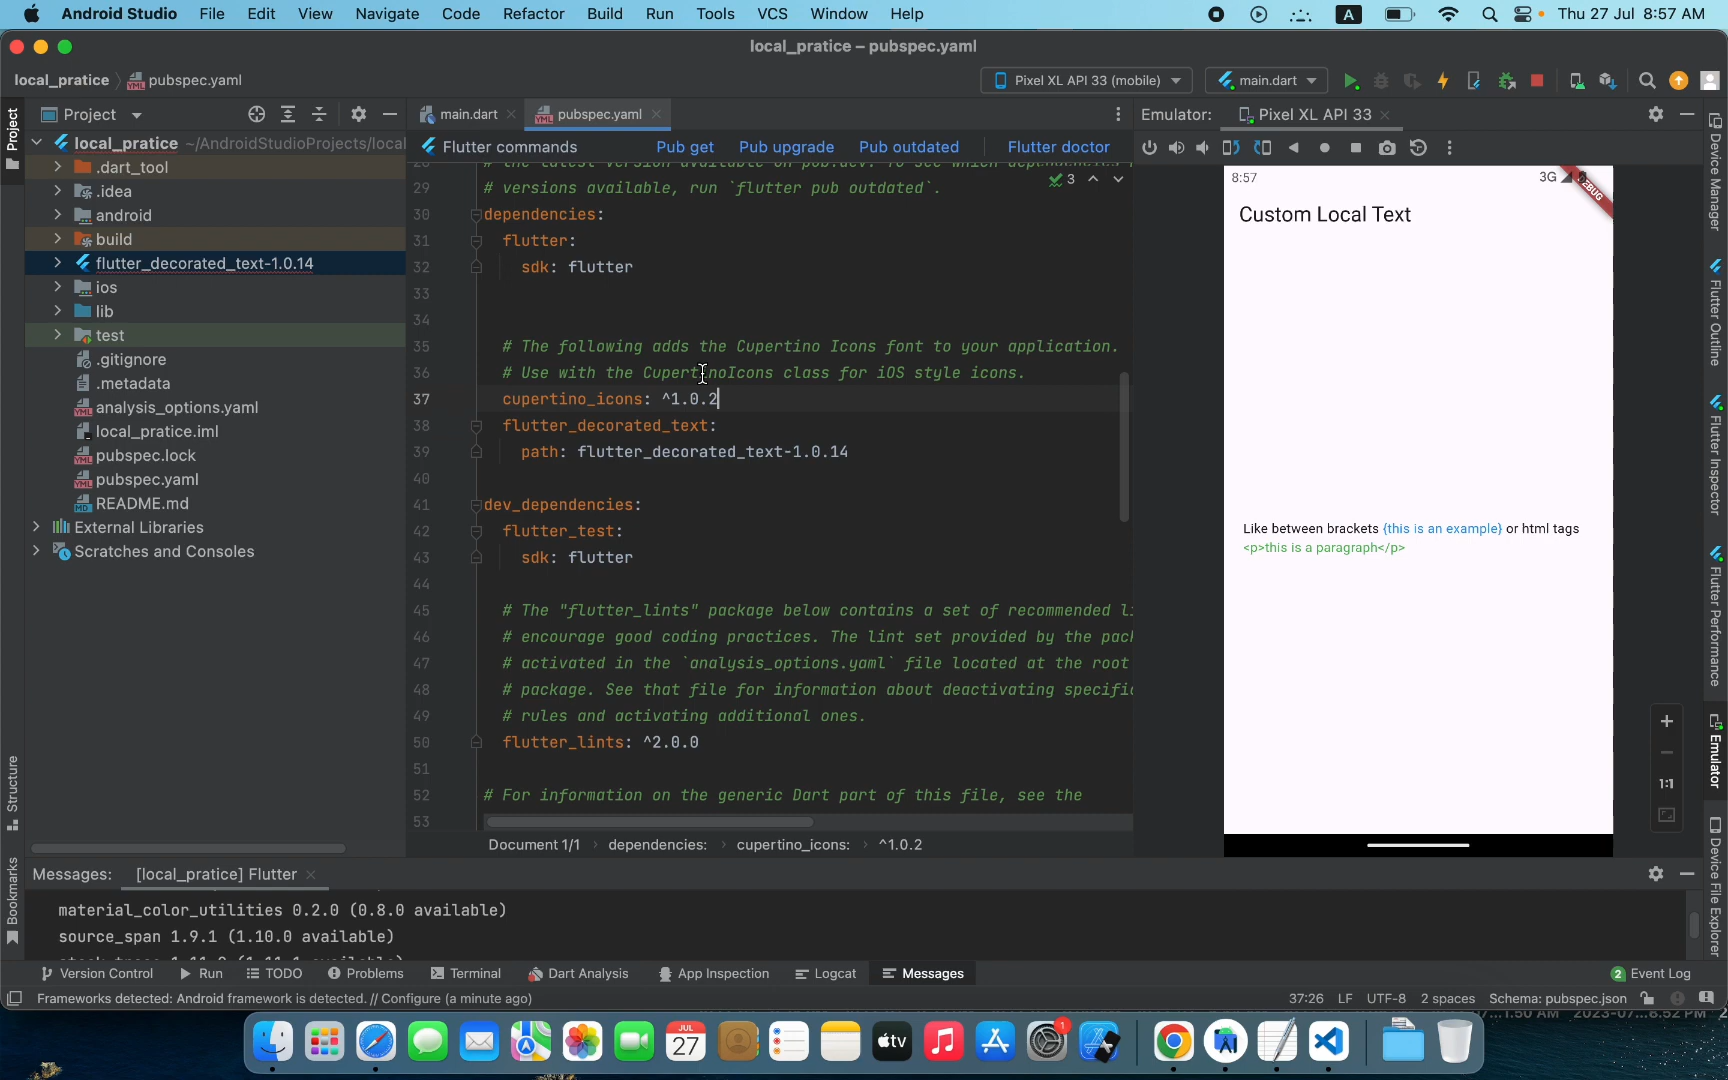 Android Studio File Edit View Navigate Code Refactor Build Run Tools VCS Window Help A Thu 27 Jul 8:57 AM
local_pratice – pubspec.yaml
local_pratice pubspec.yaml Pixel XL API 33 (mobile) main.dart
Project main.dart pubspec.yaml Emulator: Pixel XL API 33
local_pratice ~/AndroidStudioProjects/local Flutter commands Pub get Pub upgrade Pub outdated Flutter doctor
.dart_tool
.idea
android
build
flutter_decorated_text-1.0.14
ios
lib
test
.gitignore
.metadata
analysis_options.yaml
local_pratice.iml
pubspec.lock
pubspec.yaml
README.md
External Libraries
Scratches and Consoles
3
29 # versions available, run `flutter pub outdated`.
30 dependencies:
31 flutter:
32 sdk: flutter
33
34
35 # The following adds the Cupertino Icons font to your application.
36 # Use with the CupertinoIcons class for iOS style icons.
37 cupertino_icons: ^1.0.2
38 flutter_decorated_text:
39 path: flutter_decorated_text-1.0.14
40
41 dev_dependencies:
42 flutter_test:
43 sdk: flutter
44
45 # The "flutter_lints" package below contains a set of recommended
46 # encourage good coding practices. The lint set provided by the
47 # activated in the `analysis_options.yaml` file located at the root
48 # package. See that file for information about deactivating
49 # rules and activating additional ones.
50 flutter_lints: ^2.0.0
51
52 # For information on the generic Dart part of this file, see the
53
Document 1/1 dependencies: cupertino_icons: ^1.0.2
8:57 3G
Custom Local Text
Like between brackets {this is an example} or html tags
<p>this is a paragraph</p>
1:1
Project
Structure
Bookmarks
Device Manager
Flutter Outline
Flutter Inspector
Flutter Performance
Emulator
Device File Explorer
Messages: [local_pratice] Flutter
material_color_utilities 0.2.0 (0.8.0 available)
source_span 1.9.1 (1.10.0 available)
Version Control Run TODO Problems Terminal Dart Analysis App Inspection Logcat Messages 2 Event Log
Frameworks detected: Android framework is detected. // Configure (a minute ago) 37:26 LF UTF-8 2 spaces Schema: pubspec.json
JUL
27
tv
1